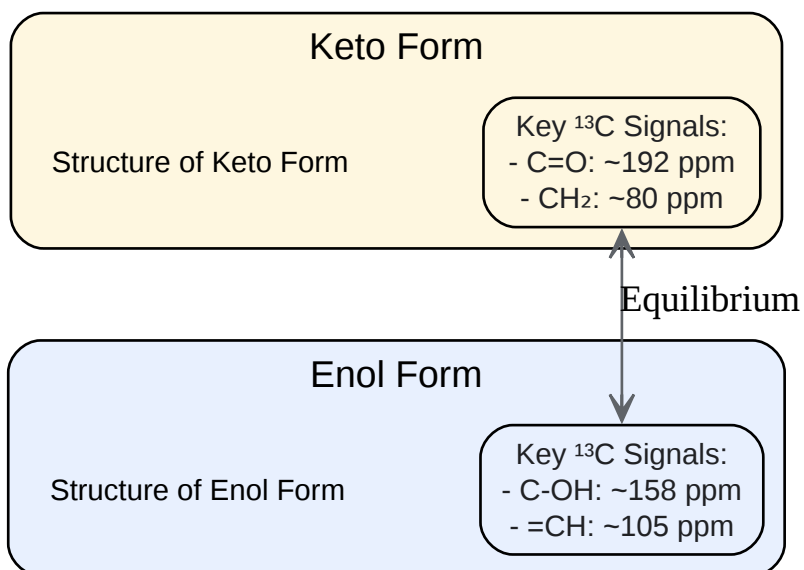 Keto Form
Structure of Keto Form
Key ¹³C Signals:
- C=O: ~192 ppm
- CH₂: ~80 ppm
Equilibrium
Enol Form
Structure of Enol Form
Key ¹³C Signals:
- C-OH: ~158 ppm
- =CH: ~105 ppm